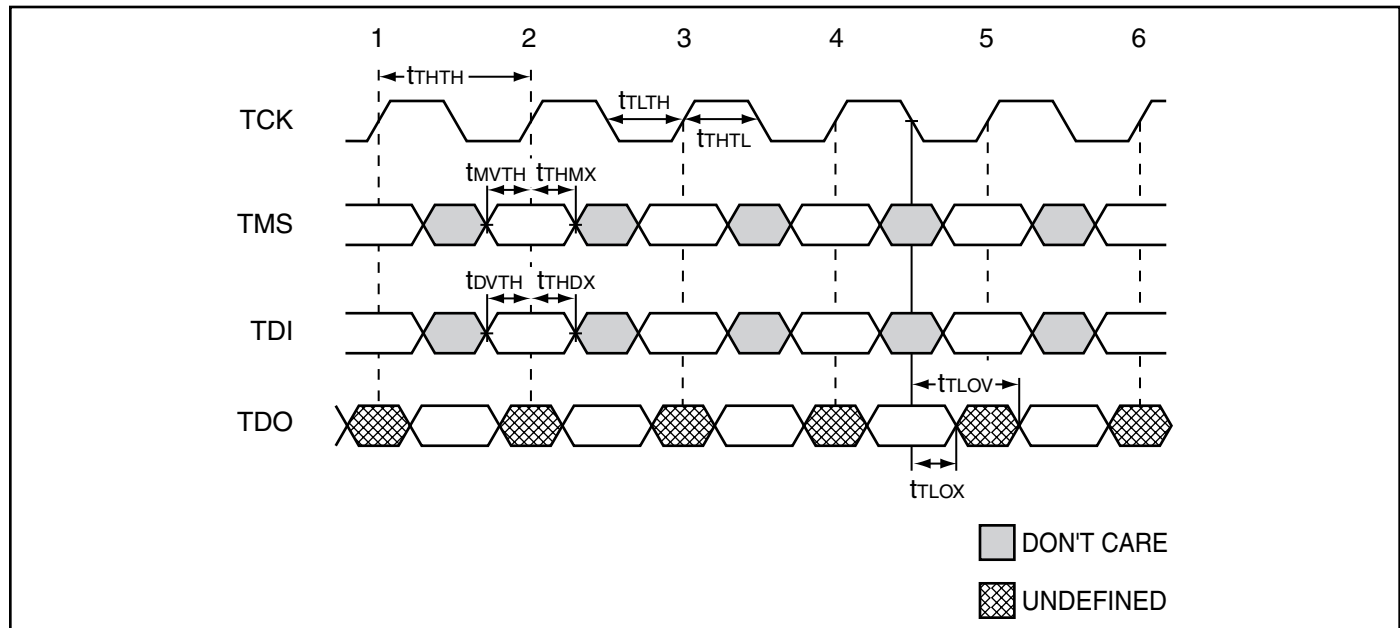 1 2 3 4 5 6
tTHTH
tTLTH
TCK
tTHTL
tMVTH tTHMX
TMS
tDVTH tTHDX
TDI
tTLOV
TDO
tTLOX
DON'T CARE
UNDEFINED